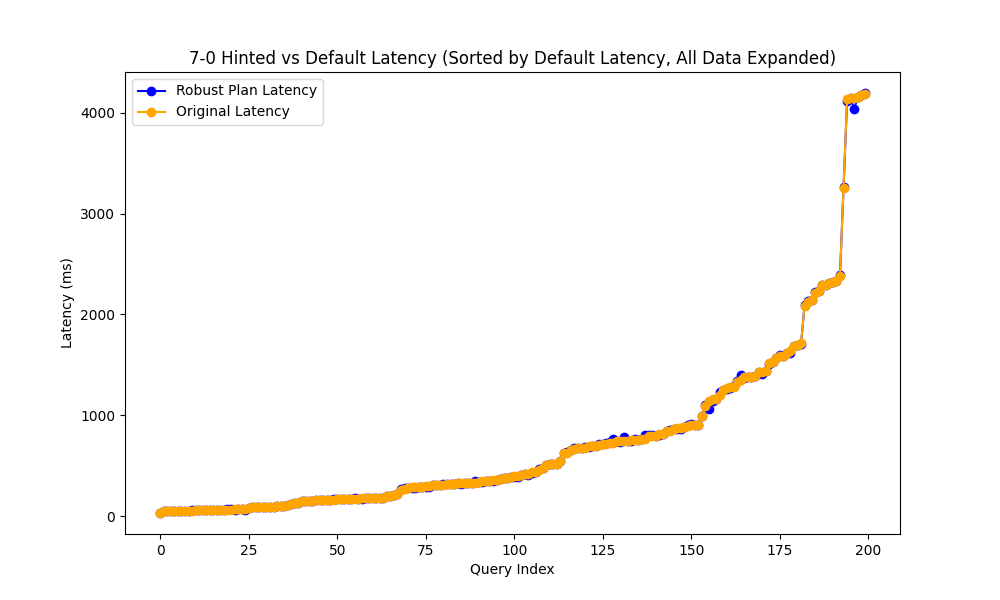 7-0 Hinted vs Default Latency (Sorted by Default Latency, All Data Expanded)
Robust Plan Latency
Original Latency
4000
3000
2000
1000
0
Latency (ms)
0 25 50 75 100 125 150 175 200
Query Index